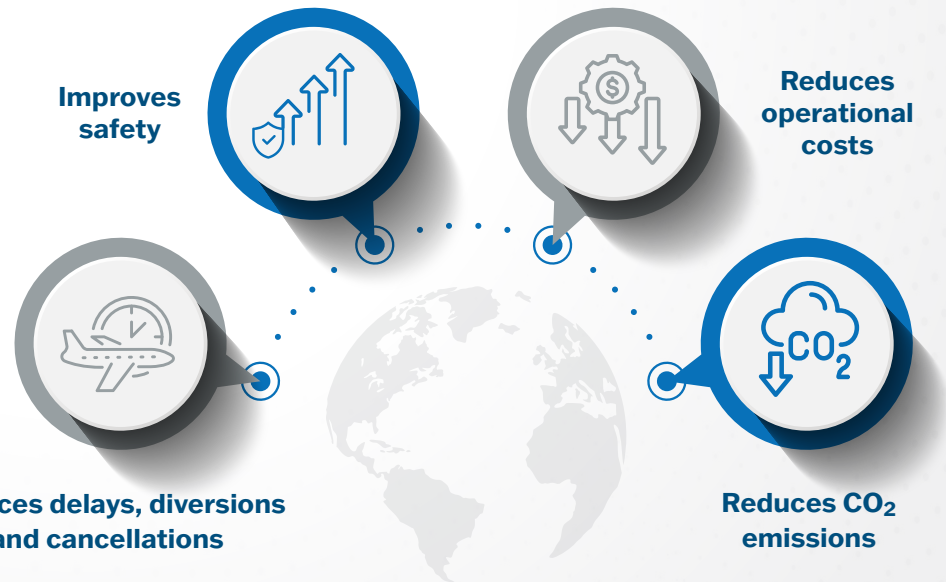 Improves
safety
Reduces
operational
costs
$
CO2
ces delays, diversions
and cancellations
Reduces CO₂
emissions